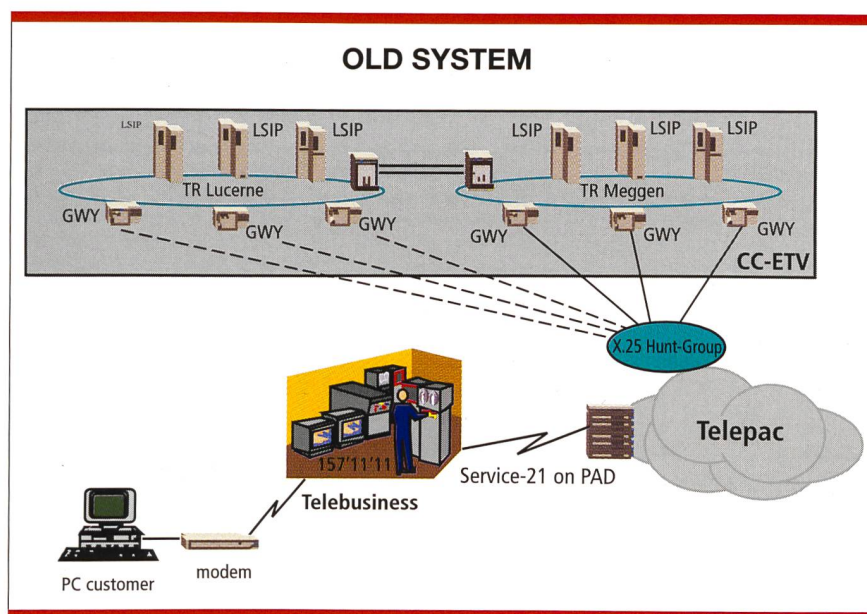 OLD SYSTEM
LSIP LSIP LSIP LSIP LSIP LSIP
TR Lucerne TR Meggen
GWY GWY GWY GWY GWY GWY
CC-ETV
X.25 Hunt-Group
Telepac
157'11'11
Service-21 on PAD
Telebusiness
modem
PC customer